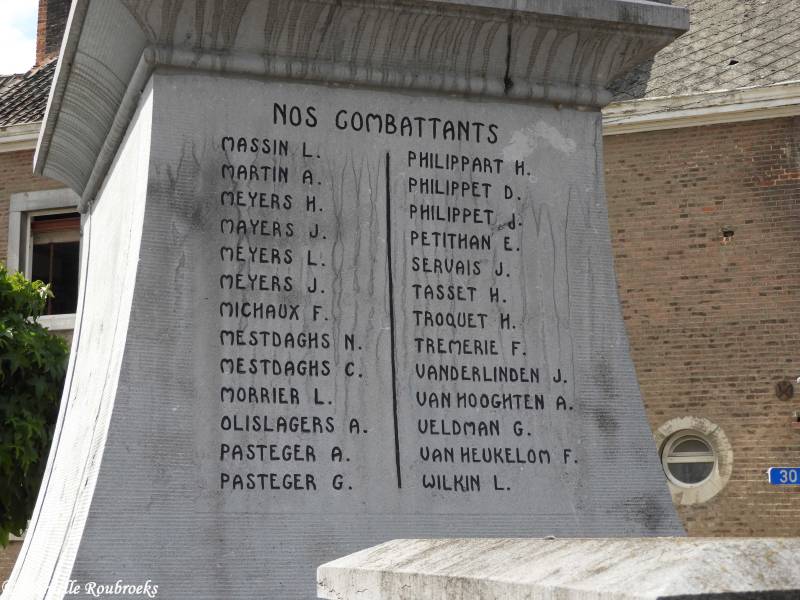 NOS COMBATTANTS
MASSIN L.
MARTIN A.
MEYERS H.
MAYERS J.
MEYERS L.
MEYERS J.
MICHAUX F.
MESTDAGHS N.
MESTDAGHS C.
MORRIER L.
OLISLAGERS A.
PASTEGER A.
PASTEGER G.
PHILIPPART H.
PHILIPPET D.
PHILIPPET J.
PETITHAN E.
SERVAIS J.
TASSET H.
TROQUET H.
TREMERIE F.
VANDERLINDEN J.
VAN HOOGHTEN A.
VELDMAN G.
VAN HEUKELOM F.
WILKIN L.
30
Roubroeks